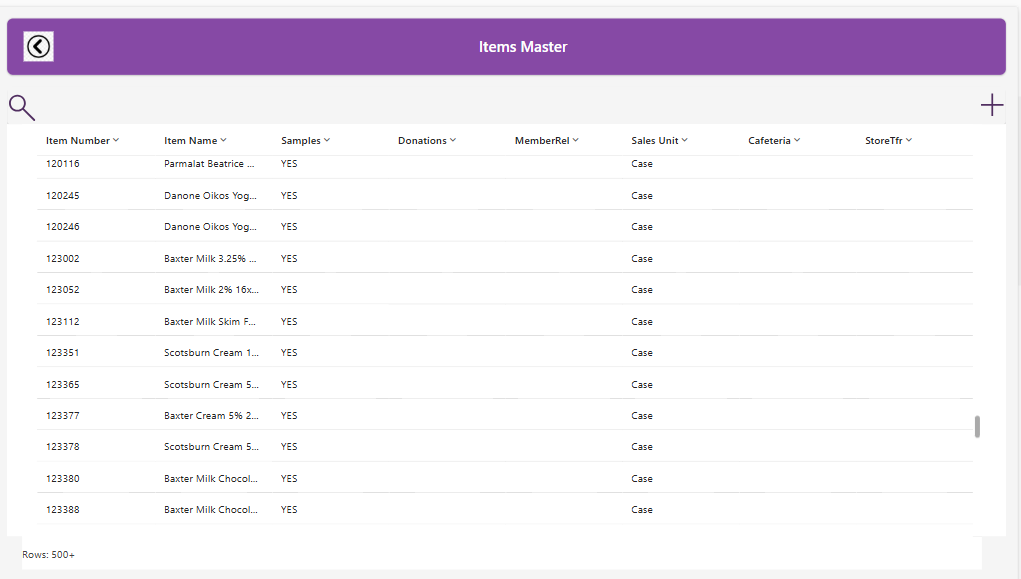 Items Master
Item Number Item Name Samples Donations MemberRel Sales Unit Cafeteria StoreTfr
120116 Parmalat Beatrice ... YES Case
120245 Danone Oikos Yog... YES Case
120246 Danone Oikos Yog... YES Case
123002 Baxter Milk 3.25% ... YES Case
123052 Baxter Milk 2% 16x... YES Case
123112 Baxter Milk Skim F... YES Case
123351 Scotsburn Cream 1... YES Case
123365 Scotsburn Cream 5... YES Case
123377 Baxter Cream 5% 2... YES Case
123378 Scotsburn Cream 5... YES Case
123380 Baxter Milk Chocol... YES Case
123388 Baxter Milk Chocol... YES Case
Rows: 500+